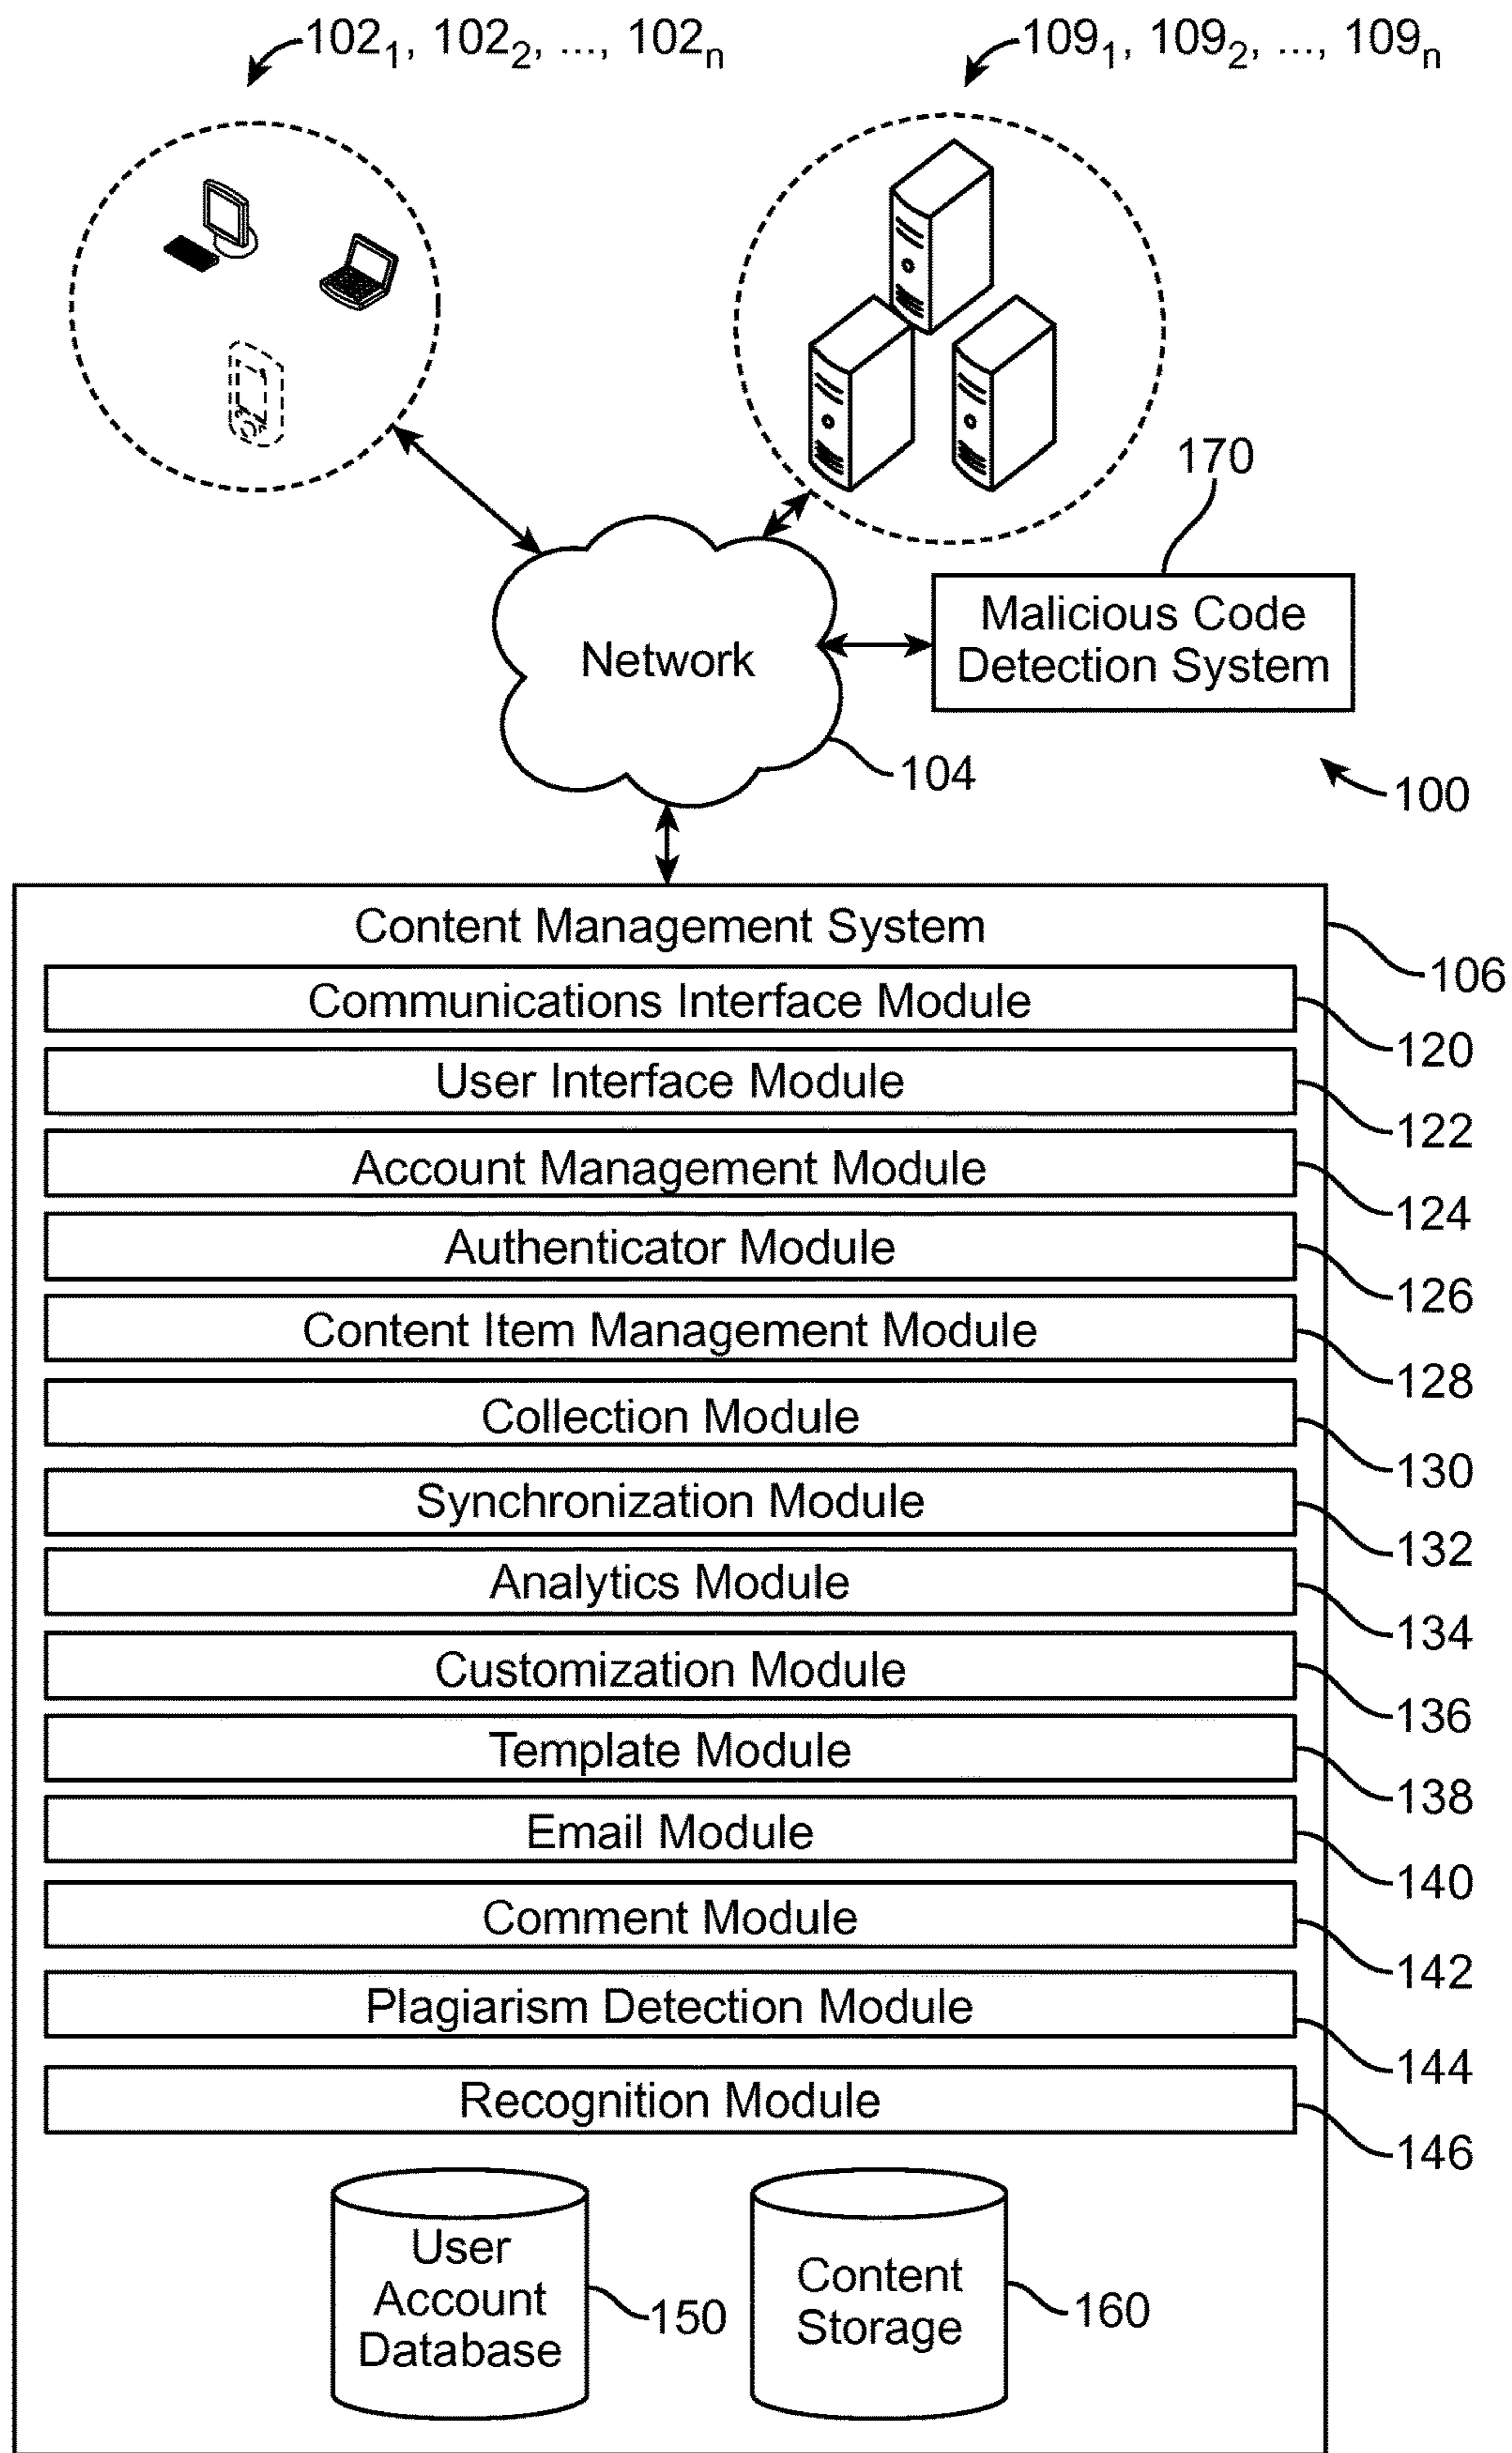 102₁, 102₂, ..., 102ₙ
109₁, 109₂, ..., 109ₙ
170
Malicious Code
Detection System
Network
104
100
Content Management System
106
Communications Interface Module
120
User Interface Module
122
Account Management Module
124
Authenticator Module
126
Content Item Management Module
128
Collection Module
130
Synchronization Module
132
Analytics Module
134
Customization Module
136
Template Module
138
Email Module
140
Comment Module
142
Plagiarism Detection Module
144
Recognition Module
146
User
Account
Database
150
Content
Storage
160